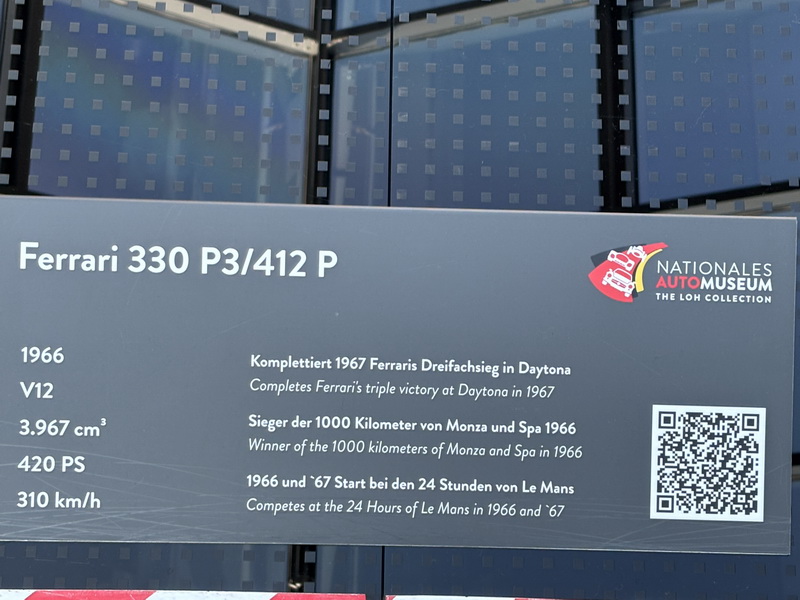 Ferrari 330 P3/412 P
NATIONALES
AUTOMUSEUM
THE LOH COLLECTION
1966
V12
3.967 cm³
420 PS
310 km/h
Komplettiert 1967 Ferraris Dreifachsieg in Daytona
Completes Ferrari's triple victory at Daytona in 1967
Sieger der 1000 Kilometer von Monza und Spa 1966
Winner of the 1000 kilometers of Monza and Spa in 1966
1966 und `67 Start bei den 24 Stunden von Le Mans
Competes at the 24 Hours of Le Mans in 1966 and `67